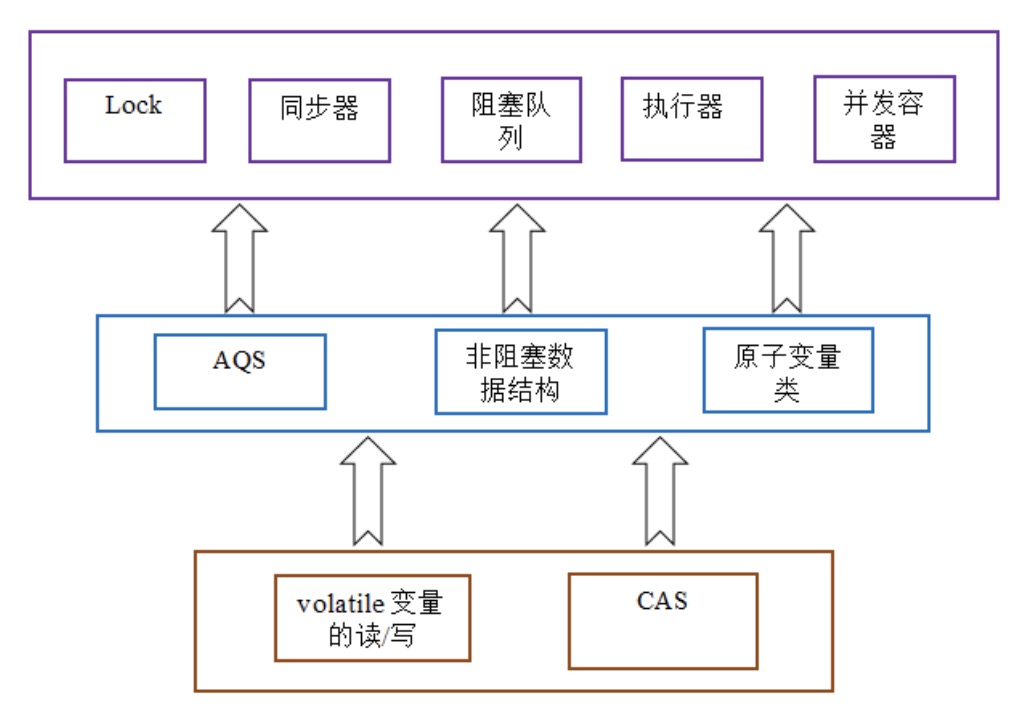 Lock
同步器
阻塞队
列
执行器
并发容
器
AQS
非阻塞数
据结构
原子变量
类
volatile 变量
的读/写
CAS